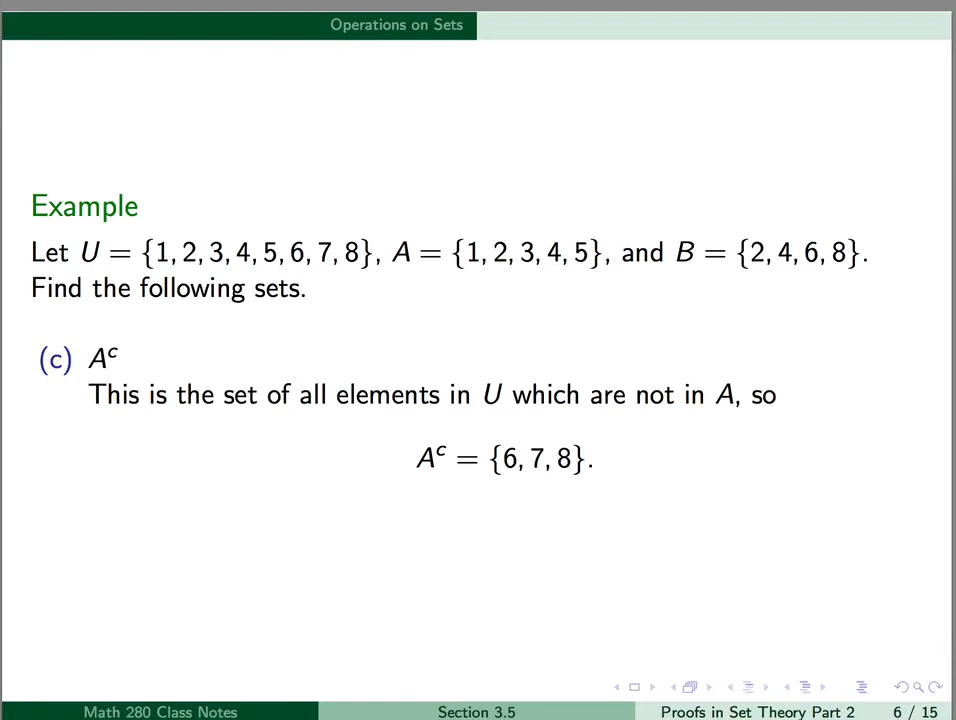 Operations on Sets
Example
Let U = {1, 2, 3, 4, 5, 6, 7, 8}, A = {1, 2, 3, 4, 5}, and B = {2, 4, 6, 8}.
Find the following sets.
(c) Aᶜ
This is the set of all elements in U which are not in A, so
Aᶜ = {6, 7, 8}.
Math 280 Class Notes Section 3.5 Proofs in Set Theory Part 2 6 / 15